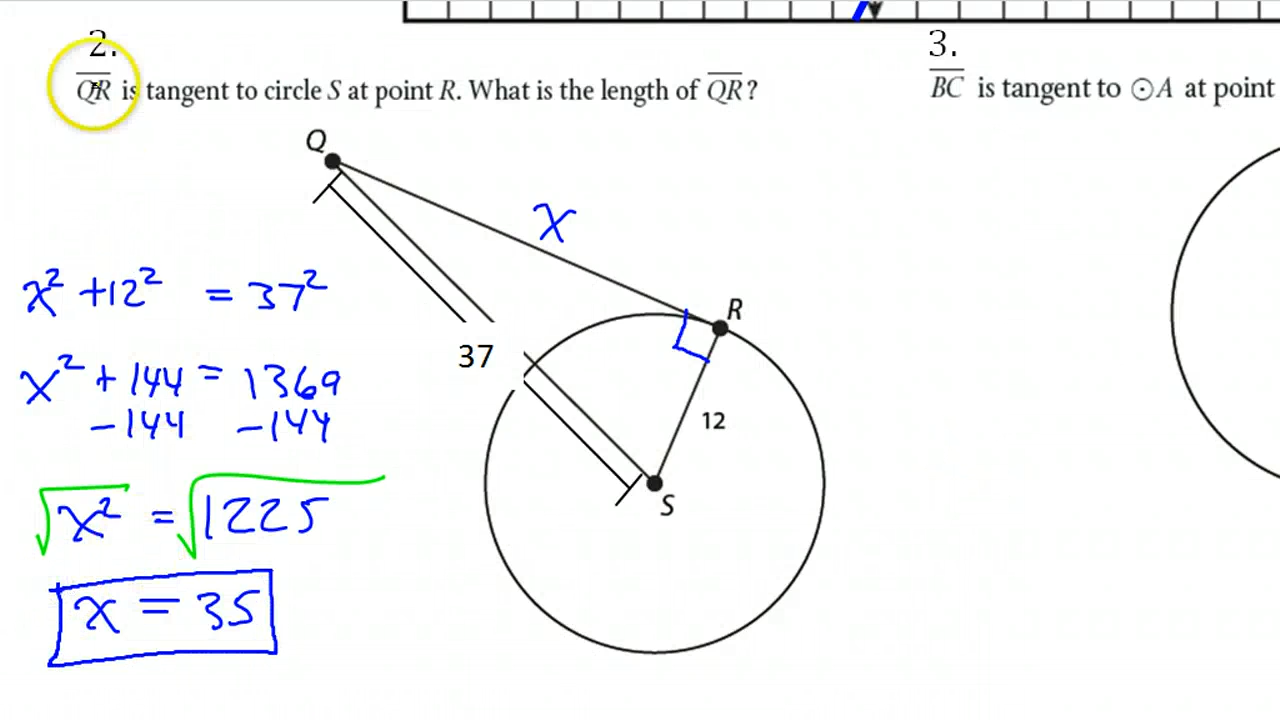 2.
QR is tangent to circle S at point R. What is the length of QR?
3.
BC is tangent to ⊙A at point
Q
x
R
37
12
S
x² + 12² = 37²
x² + 144 = 1369
-144 -144
√x² = √1225
x = 35